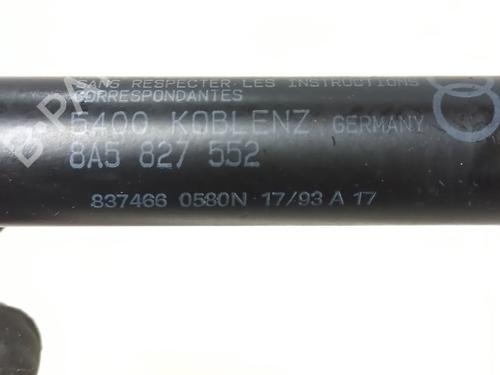 SANS RESPECTER LES INSTRUCTIONS
CORRESPONDANTES
5400 KOBLENZ GERMANY
8A5 827 552
837466 0580N 17/93 A 17